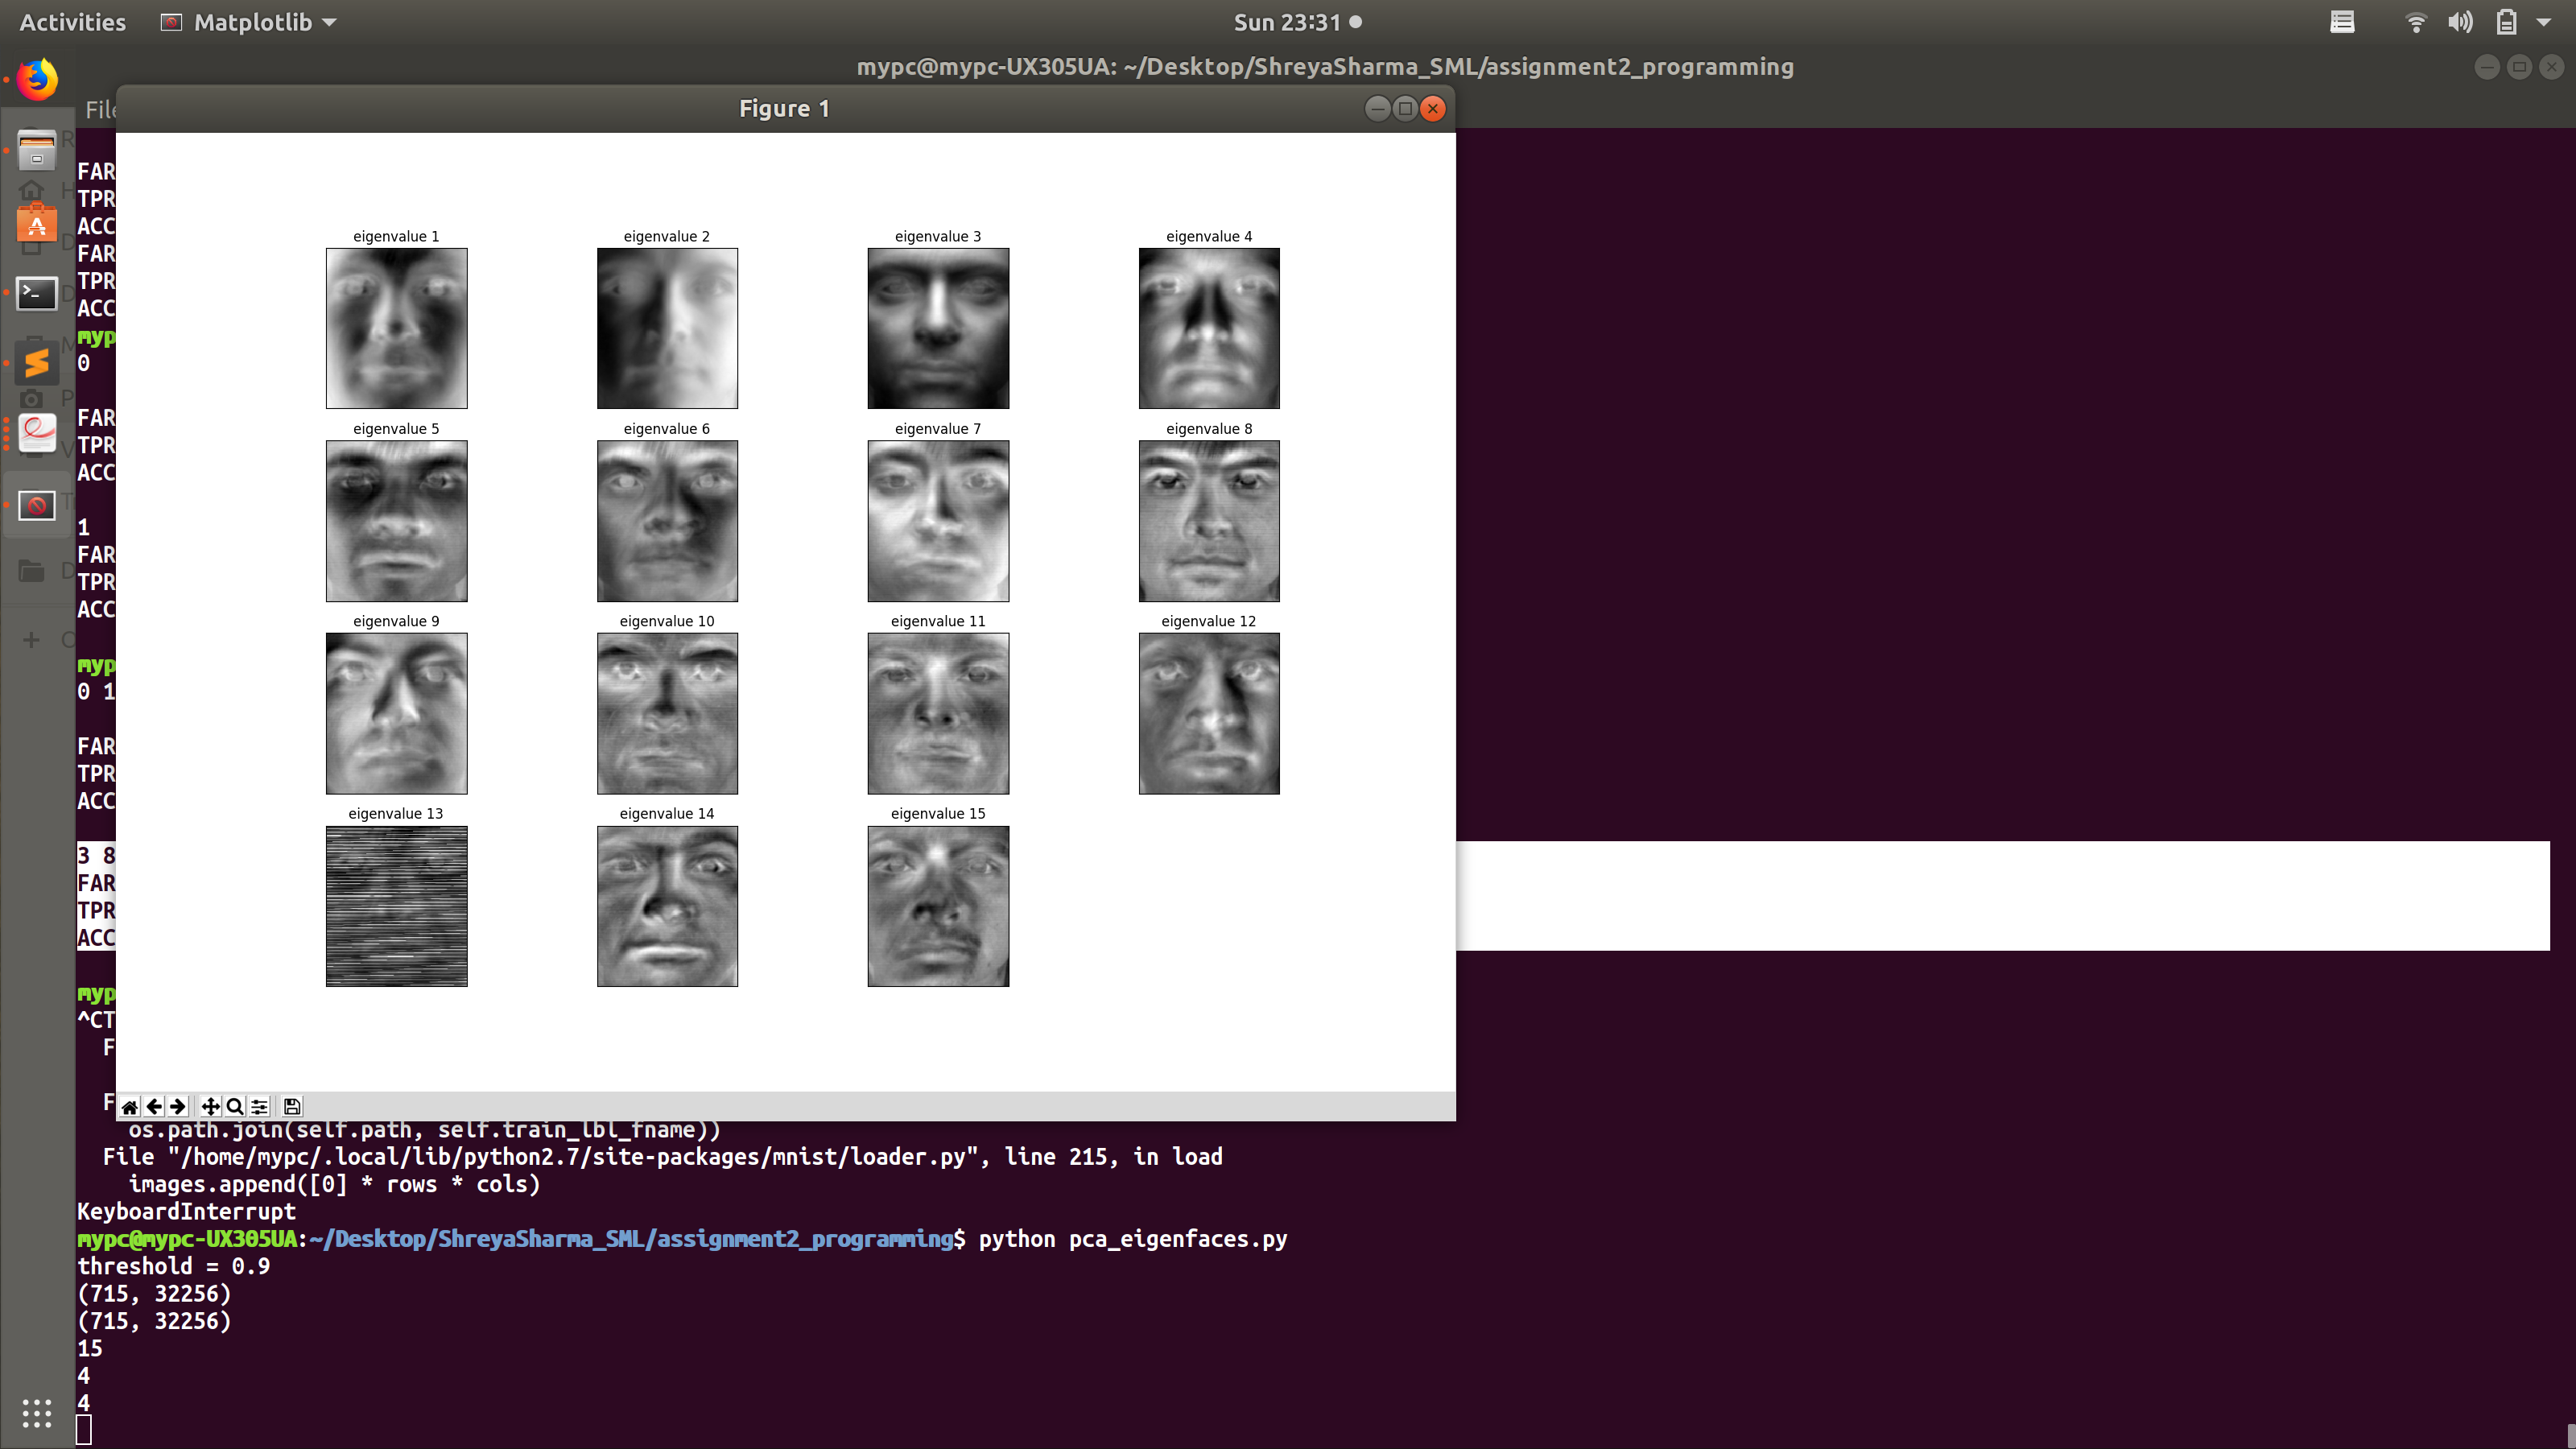 Activities
Matplotlib
Sun 23:31
mypc@mypc-UX305UA: ~/Desktop/ShreyaSharma_SML/assignment2_programming
Figure 1
eigenvalue 1 eigenvalue 2 eigenvalue 3 eigenvalue 4
eigenvalue 5 eigenvalue 6 eigenvalue 7 eigenvalue 8
eigenvalue 9 eigenvalue 10 eigenvalue 11 eigenvalue 12
eigenvalue 13 eigenvalue 14 eigenvalue 15
FAR
TPR
ACC
FAR
TPR
ACC
myp
0
FAR
TPR
ACC
1
FAR
TPR
ACC
myp
0 1
FAR
TPR
ACC
3 8
FAR
TPR
ACC
myp
^CT
F
F
os.path.join(self.path, self.train_lbl_fname))
File "/home/mypc/.local/lib/python2.7/site-packages/mnist/loader.py", line 215, in load
images.append([0] * rows * cols)
KeyboardInterrupt
mypc@mypc-UX305UA:~/Desktop/ShreyaSharma_SML/assignment2_programming$ python pca_eigenfaces.py
threshold = 0.9
(715, 32256)
(715, 32256)
15
4
4